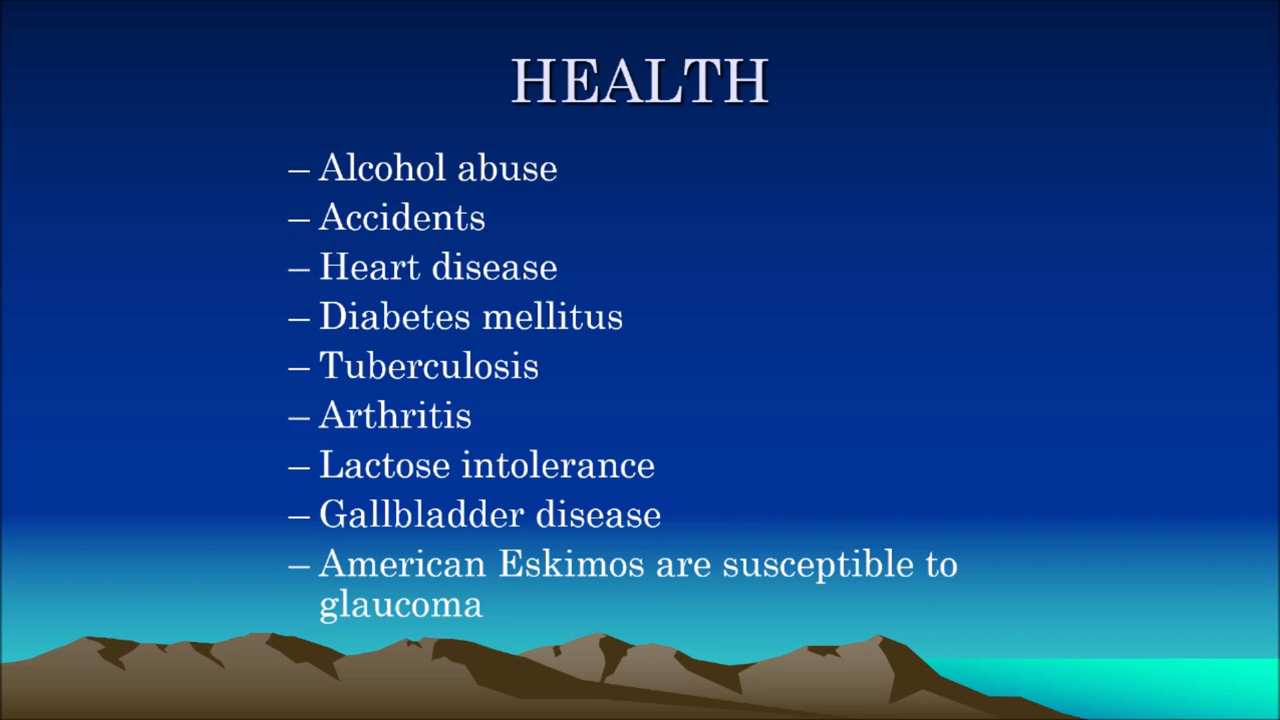 HEALTH
– Alcohol abuse
– Accidents
– Heart disease
– Diabetes mellitus
– Tuberculosis
– Arthritis
– Lactose intolerance
– Gallbladder disease
– American Eskimos are susceptible to
glaucoma